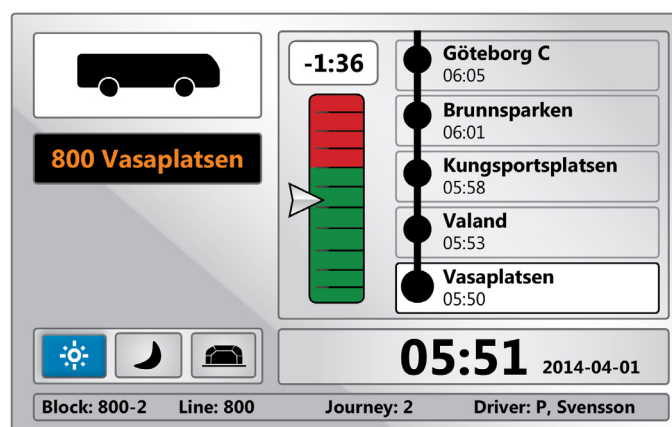 800 Vasaplatsen
-1:36
Göteborg C
06:05
Brunnsparken
06:01
Kungsportsplatsen
05:58
Valand
05:53
Vasaplatsen
05:50
05:51 2014-04-01
Block: 800-2 Line: 800 Journey: 2 Driver: P, Svensson